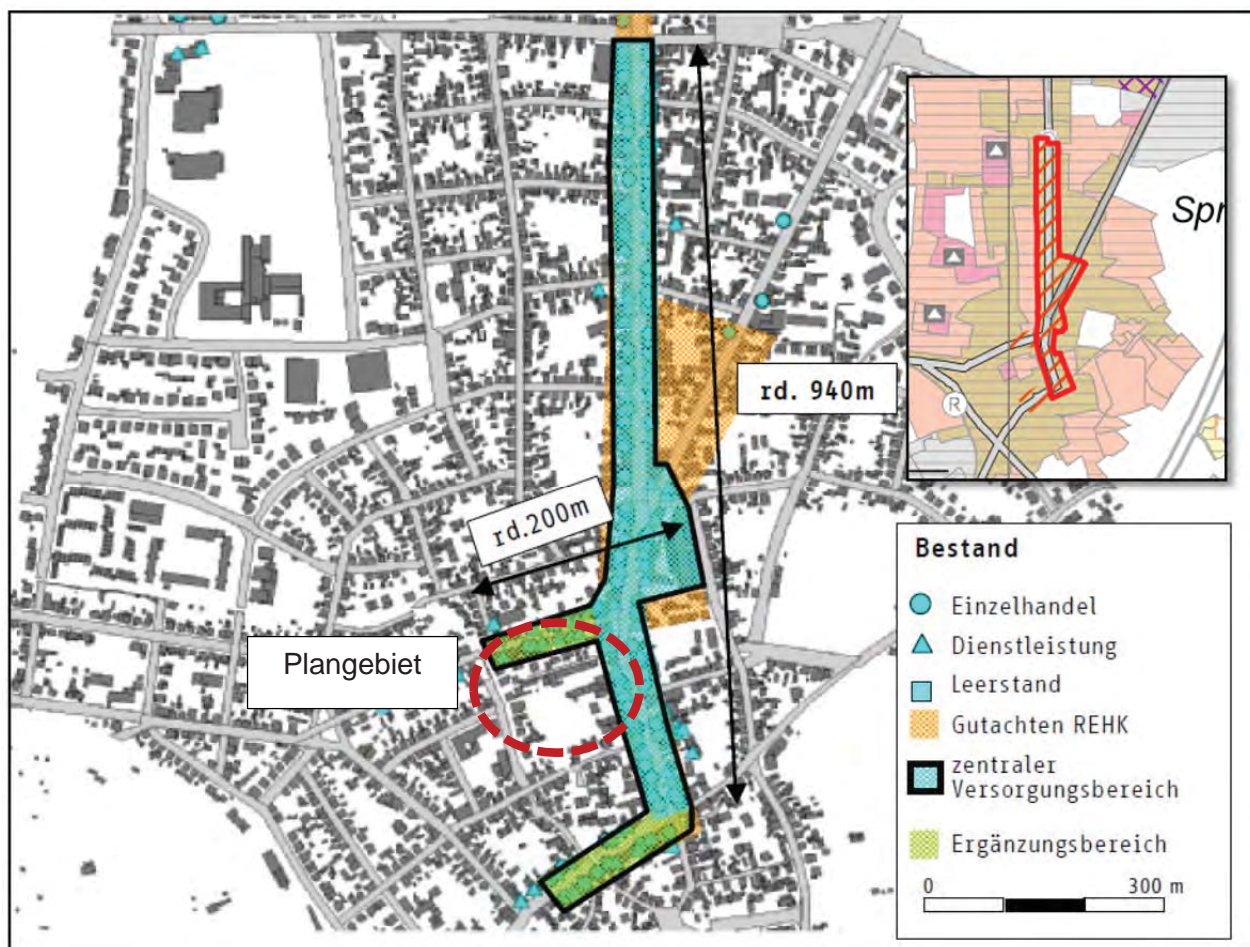 Spr
R
rd. 940m
rd.200m
Plangebiet
Bestand
Einzelhandel
Dienstleistung
Leerstand
Gutachten REHK
zentraler
Versorgungsbereich
Ergänzungsbereich
0 300 m